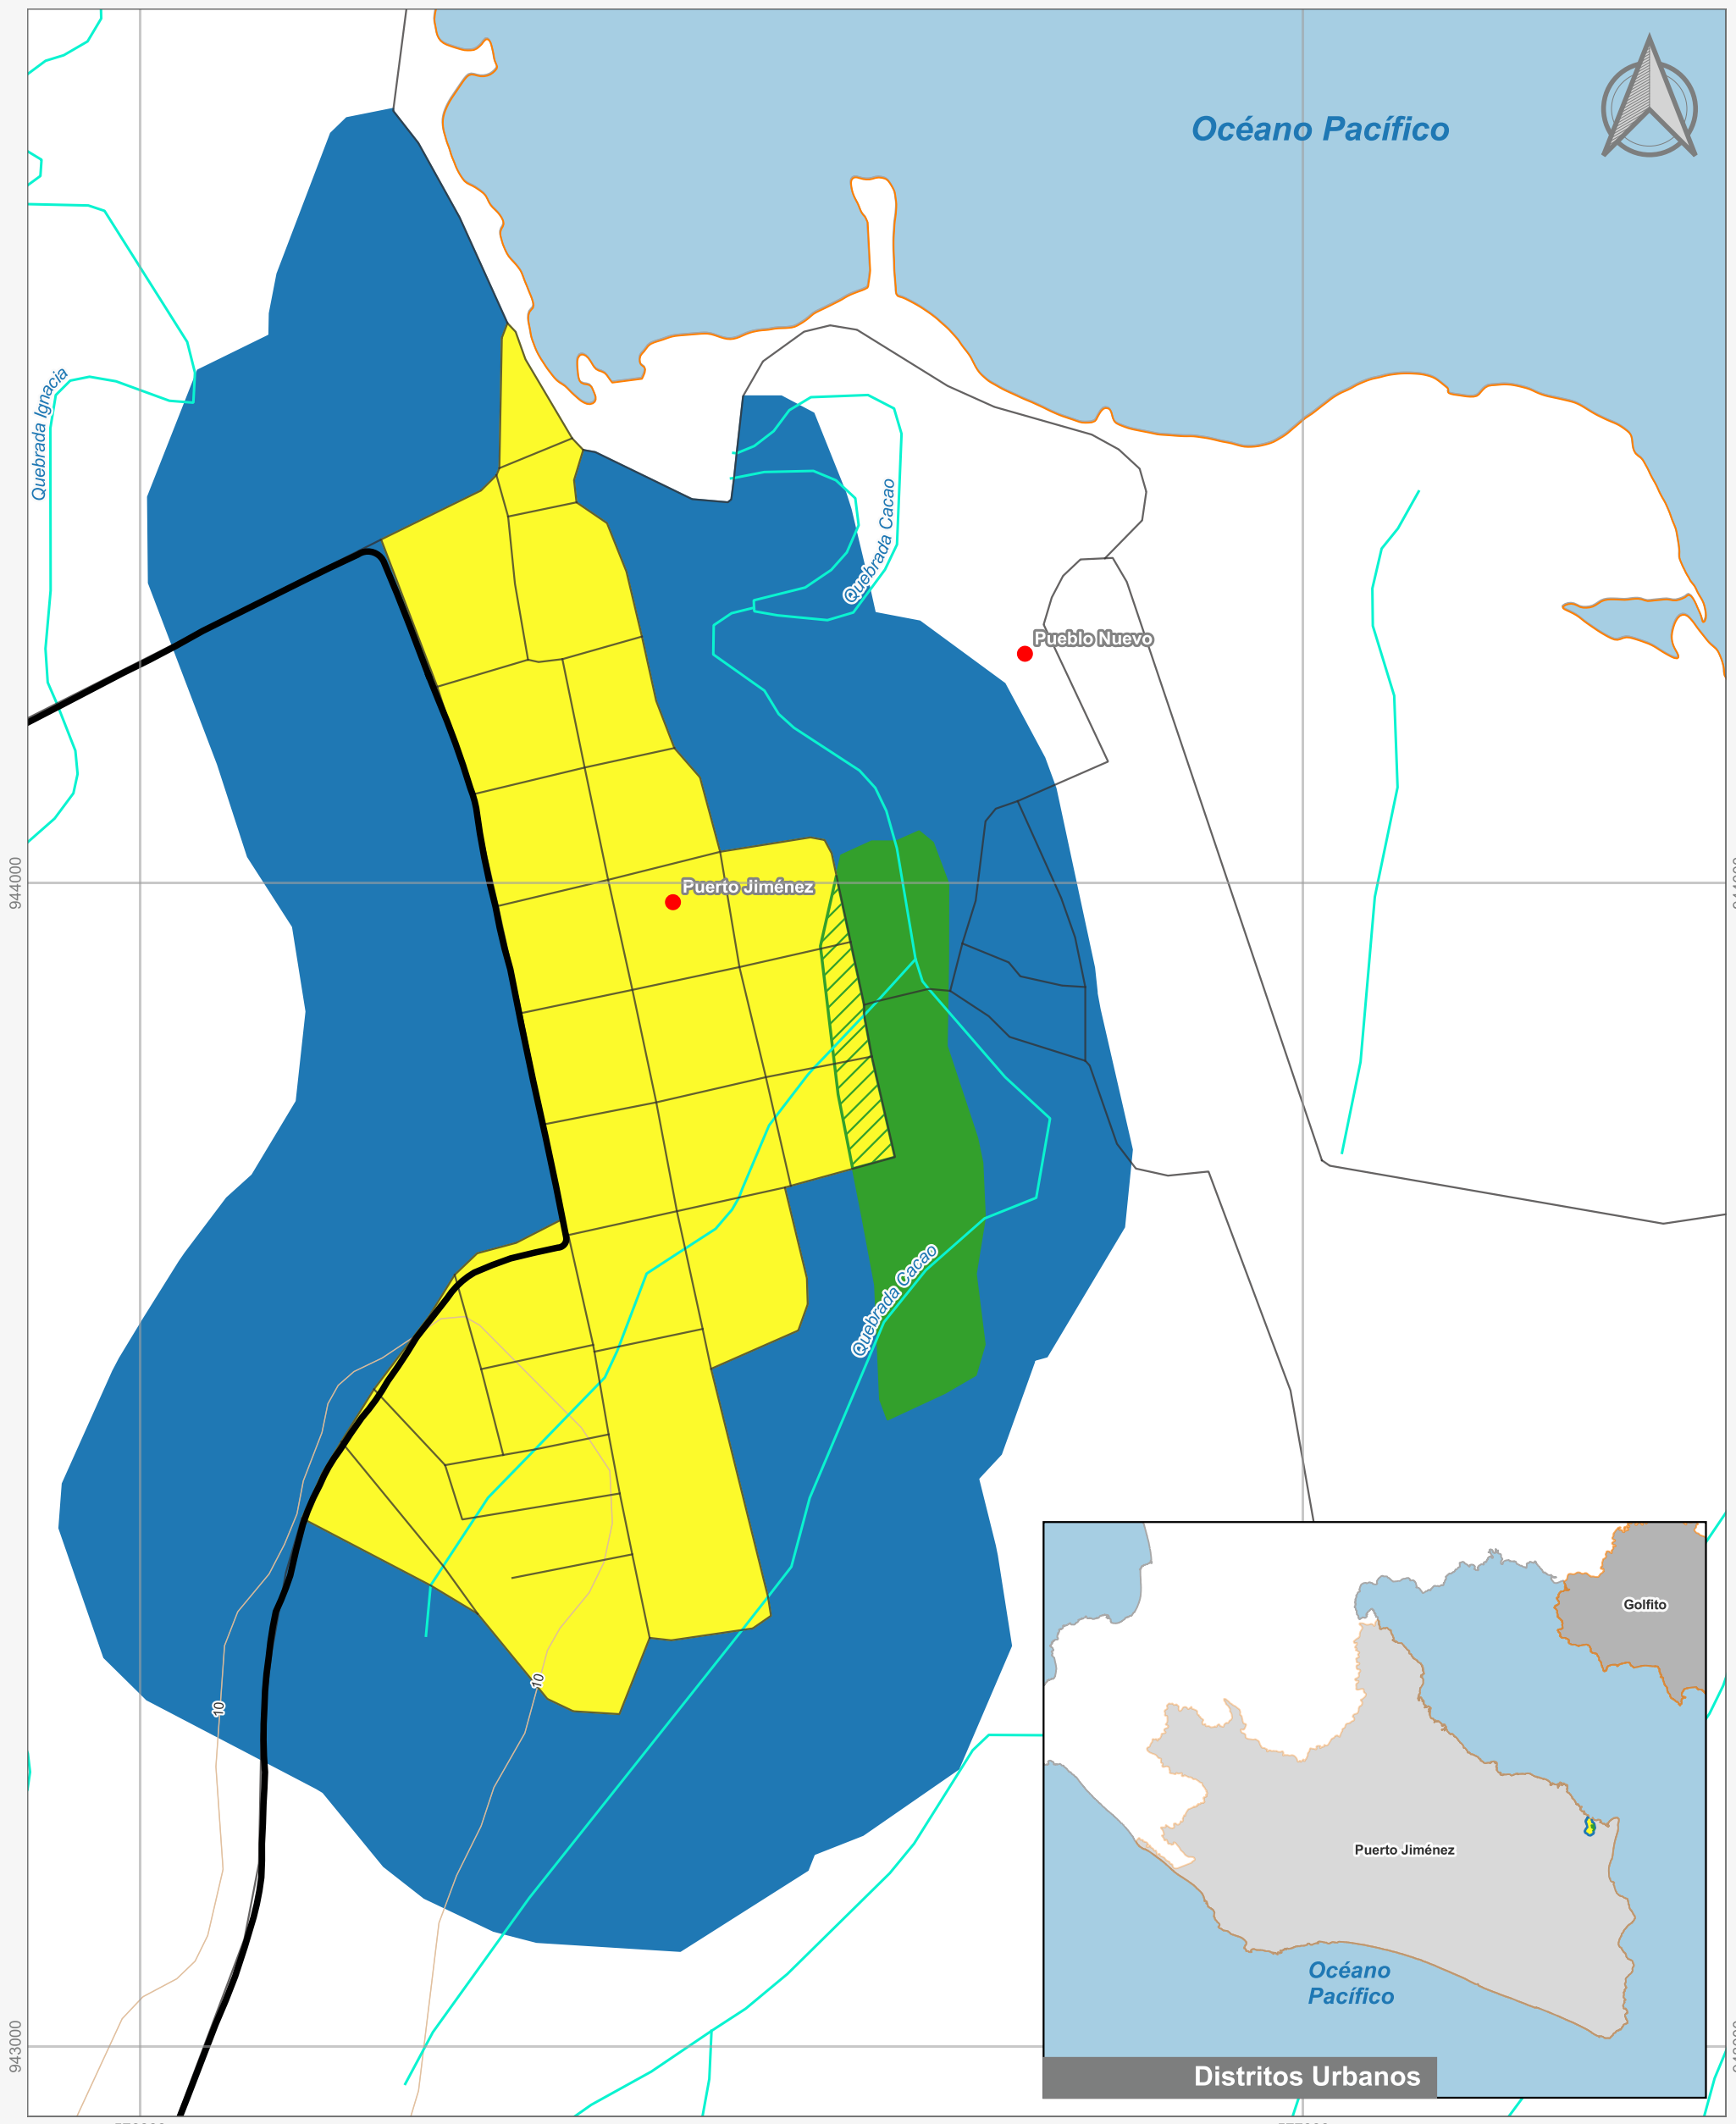 Océano Pacífico
Quebrada Ignacia
Quebrada Cacao
Pueblo Nuevo
944000
Puerto Jiménez
Quebrada Cacao
10
10
Golfito
Puerto Jiménez
Océano
Pacífico
943000
Distritos Urbanos